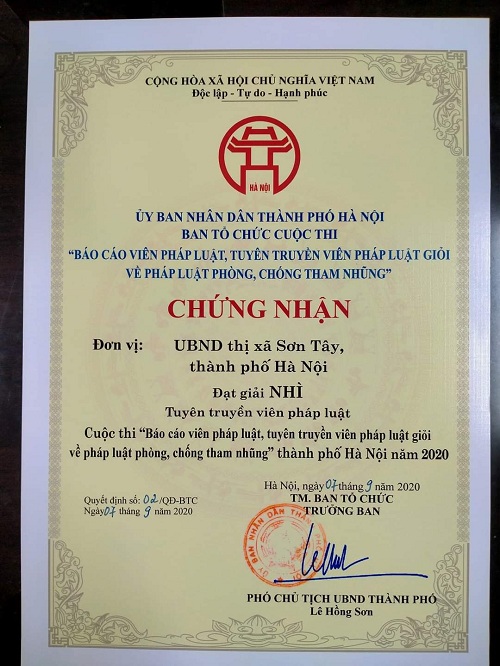 CỘNG HÒA XÃ HỘI CHỦ NGHĨA VIỆT NAM
Độc lập - Tự do - Hạnh phúc
HÀ NỘI
ỦY BAN NHÂN DÂN THÀNH PHỐ HÀ NỘI
BAN TỔ CHỨC CUỘC THI
“BÁO CÁO VIÊN PHÁP LUẬT, TUYÊN TRUYỀN VIÊN PHÁP LUẬT GIỎI
VỀ PHÁP LUẬT PHÒNG, CHỐNG THAM NHŨNG”
CHỨNG NHẬN
Đơn vị: UBND thị xã Sơn Tây,
thành phố Hà Nội
Đạt giải NHÌ
Tuyên truyền viên pháp luật
Cuộc thi “Báo cáo viên pháp luật, tuyên truyền viên pháp luật giỏi
về pháp luật phòng, chống tham nhũng” thành phố Hà Nội năm 2020
Hà Nội, ngày 07 tháng 9 năm 2020
Quyết định số: 02/QĐ-BTC
Ngày 07 tháng 9 năm 2020
TM. BAN TỔ CHỨC
TRƯỞNG BAN
ỦY BAN NHÂN DÂN THÀNH
PHÓ CHỦ TỊCH UBND THÀNH PHỐ
Lê Hồng Sơn